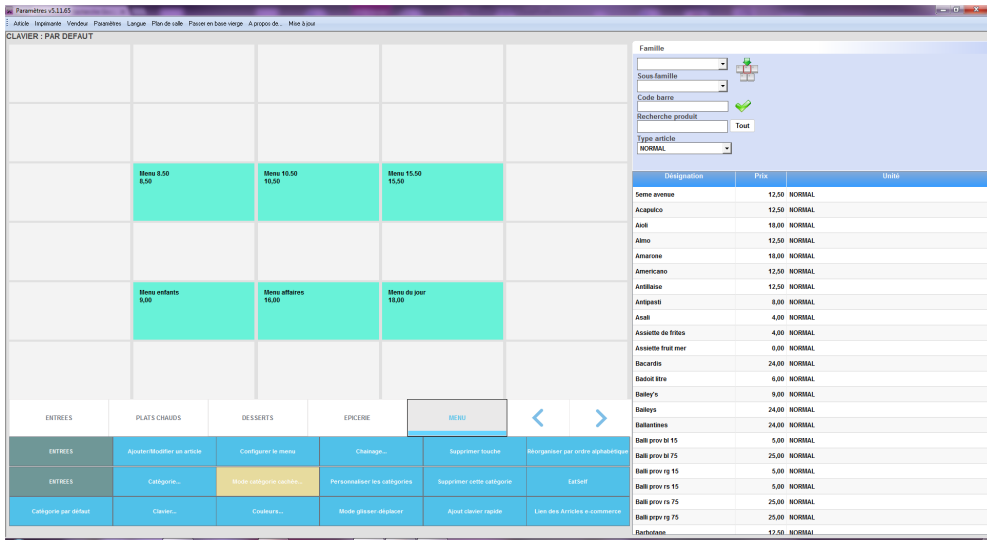 Paramètres v5.11.65
Article Imprimante Vendeur Paramètres Langue Plan de salle Passer en base vierge A propos de... Mise à jour
CLAVIER : PAR DEFAUT
Menu 8.50
8,50
Menu 10.50
10,50
Menu 15.50
15,50
Menu enfants
9,00
Menu affaires
16,00
Menu du jour
18,00
ENTREES PLATS CHAUDS DESSERTS EPICERIE MENU
ENTREES Ajouter/Modifier un article Configurer le menu Chainage... Supprimer touche Réorganiser par ordre alphabétique
ENTREES Catégorie... Mode catégorie cachée... Personnaliser les catégories Supprimer cette catégorie EatSelf
Catégorie par défaut Clavier... Couleurs... Mode glisser-déplacer Ajout clavier rapide Lien des Arricles e-commerce
Famille
Sous-famille
Code barre
Recherche produit
Tout
Type article
NORMAL
Désignation Prix Unité
5eme avenue 12,50 NORMAL
Acapulco 12,50 NORMAL
Aioli 18,00 NORMAL
Almo 12,50 NORMAL
Amarone 18,00 NORMAL
Americano 12,50 NORMAL
Antillaise 12,50 NORMAL
Antipasti 8,00 NORMAL
Asali 4,00 NORMAL
Assiette de frites 4,00 NORMAL
Assiette fruit mer 0,00 NORMAL
Bacardis 24,00 NORMAL
Badoit litre 6,00 NORMAL
Bailey's 9,00 NORMAL
Baileys 24,00 NORMAL
Ballantines 24,00 NORMAL
Balli prov bl 15 5,00 NORMAL
Balli prov bl 75 25,00 NORMAL
Balli prov rg 15 5,00 NORMAL
Balli prov rs 15 5,00 NORMAL
Balli prov rs 75 25,00 NORMAL
Balli prpv rg 75 25,00 NORMAL
Barbotage 12,50 NORMAL